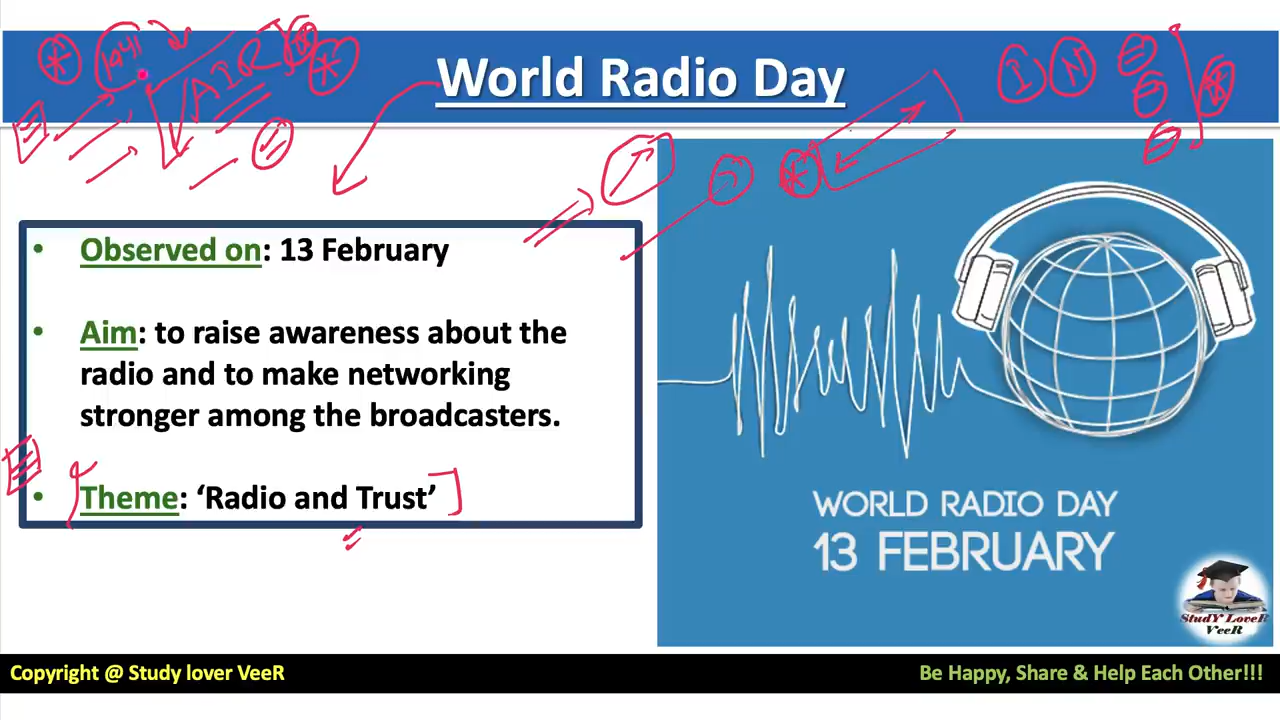 World Radio Day
1941
AIR
I N
• Observed on: 13 February
• Aim: to raise awareness about the
radio and to make networking
stronger among the broadcasters.
• Theme: ‘Radio and Trust’
WORLD RADIO DAY
13 FEBRUARY
StudY LoveR
VeeR
Copyright @ Study lover VeeR
Be Happy, Share & Help Each Other!!!